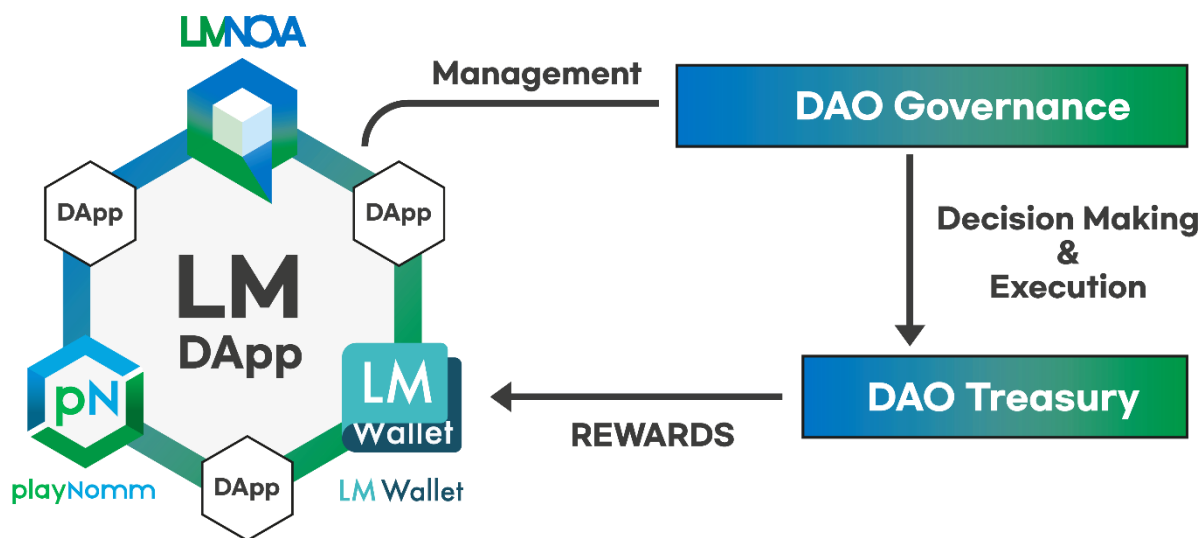 LMNOVA
Management
DAO Governance
DApp
DApp
LM
DApp
Decision Making
&
Execution
pN
LM
Wallet
DAO Treasury
REWARDS
playNomm
DApp
LM Wallet